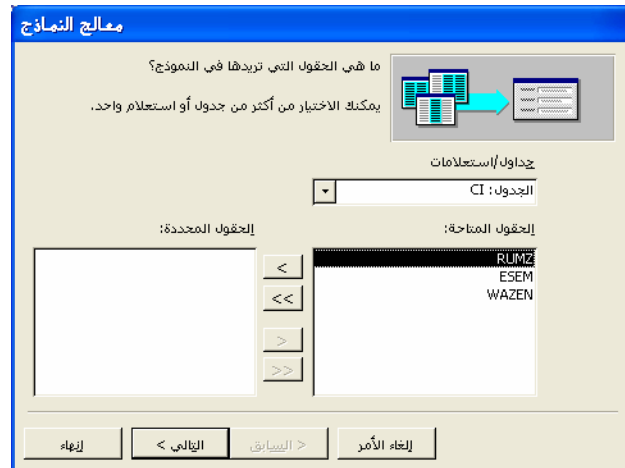 معالج النماذج
ما هي الحقول التي تريدها في النموذج؟
يمكنك الاختيار من أكثر من جدول أو استعلام واحد.
جداول/استعلامات
الجدول: CI
الحقول المتاحة:
الحقول المحددة:
RUMZ
ESEM
WAZEN
>
>>
<
<<
إلغاء الأمر
< السابق
التالي >
إنهاء